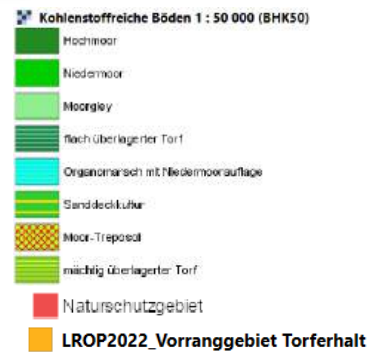 Kohlenstoffreiche Böden 1 : 50 000 (BHK50)
Hochmoor
Niedermoor
Moorgley
flach überlagerter Torf
Organomarsch mit Niedermoorauflage
Sanddeckkultur
Moor-Treposol
mächtig überlagerter Torf
Naturschutzgebiet
LROP2022_Vorranggebiet Torferhalt